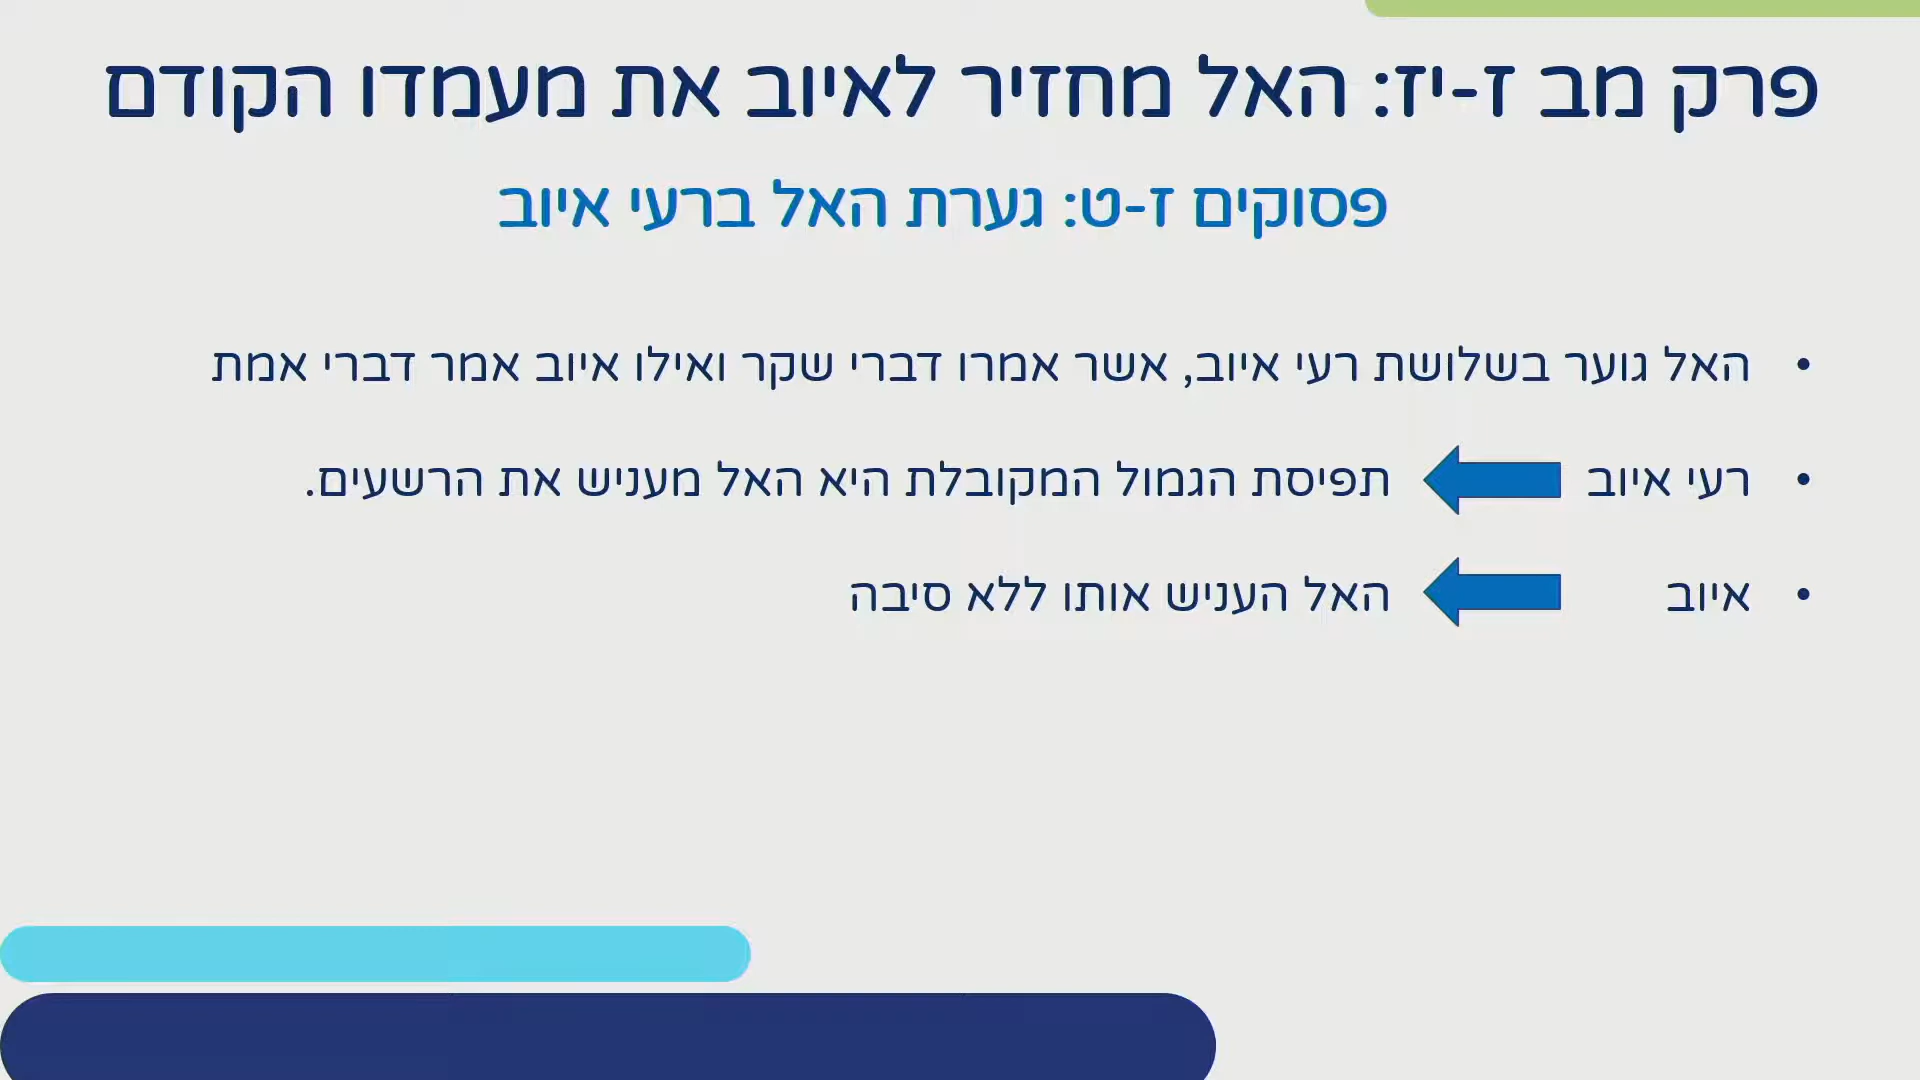 פרק מב ז-יז: האל מחזיר לאיוב את מעמדו הקודם
פסוקים ז-ט: גערת האל ברעי איוב
• האל גוער בשלושת רעי איוב, אשר אמרו דברי שקר ואילו איוב אמר דברי אמת
• רעי איוב תפיסת הגמול המקובלת היא האל מעניש את הרשעים.
• איוב האל העניש אותו ללא סיבה